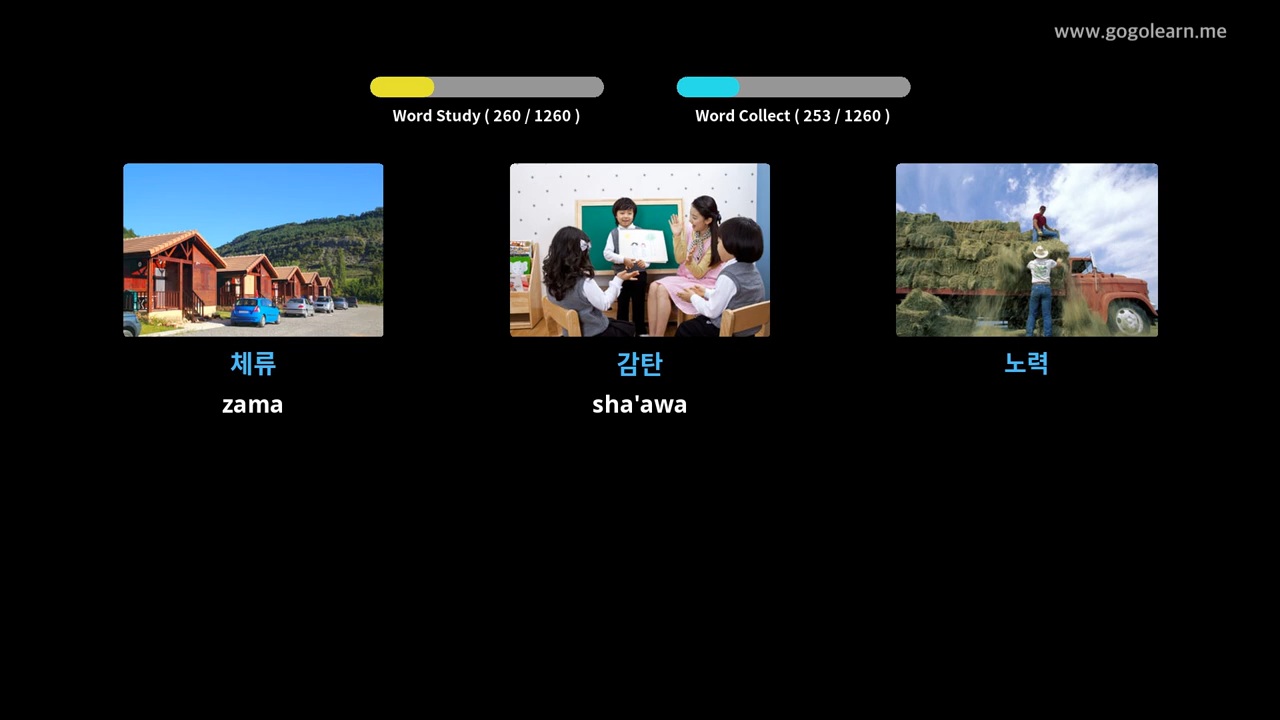 www.gogolearn.me
Word Study ( 260 / 1260 )
Word Collect ( 253 / 1260 )
체류
감탄
노력
zama
sha'awa